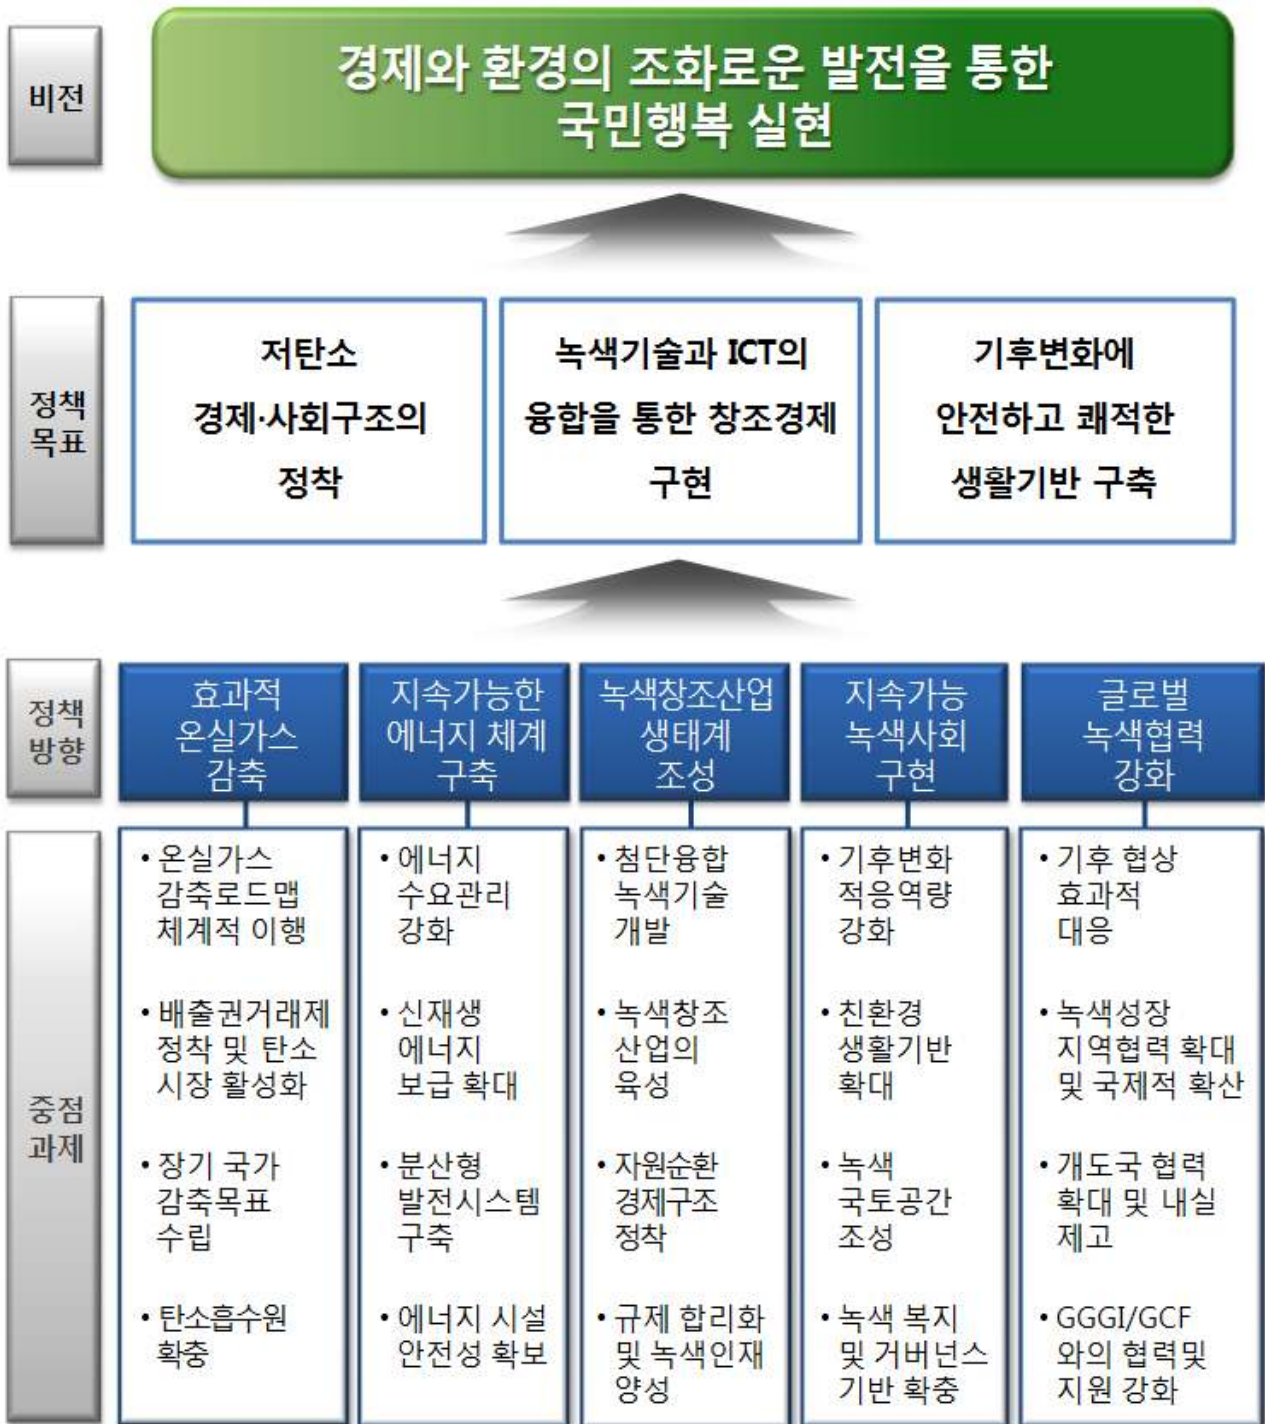 비전
경제와 환경의 조화로운 발전을 통한
국민행복 실현
정책
목표
저탄소
경제·사회구조의
정착
녹색기술과 ICT의
융합을 통한 창조경제
구현
기후변화에
안전하고 쾌적한
생활기반 구축
정책
방향
효과적
온실가스
감축
지속가능한
에너지 체계
구축
녹색창조산업
생태계
조성
지속가능
녹색사회
구현
글로벌
녹색협력
강화
중점
과제
• 온실가스
감축로드맵
체계적 이행
• 배출권거래제
정착 및 탄소
시장 활성화
• 장기 국가
감축목표
수립
• 탄소흡수원
확충
• 에너지
수요관리
강화
• 신재생
에너지
보급 확대
• 분산형
발전시스템
구축
• 에너지 시설
안전성 확보
• 첨단융합
녹색기술
개발
• 녹색창조
산업의
육성
• 자원순환
경제구조
정착
• 규제 합리화
및 녹색인재
양성
• 기후변화
적응역량
강화
• 친환경
생활기반
확대
• 녹색
국토공간
조성
• 녹색 복지
및 거버넌스
기반 확충
• 기후 협상
효과적
대응
• 녹색성장
지역협력 확대
및 국제적 확산
• 개도국 협력
확대 및 내실
제고
• GGGI/GCF
와의 협력및
지원 강화